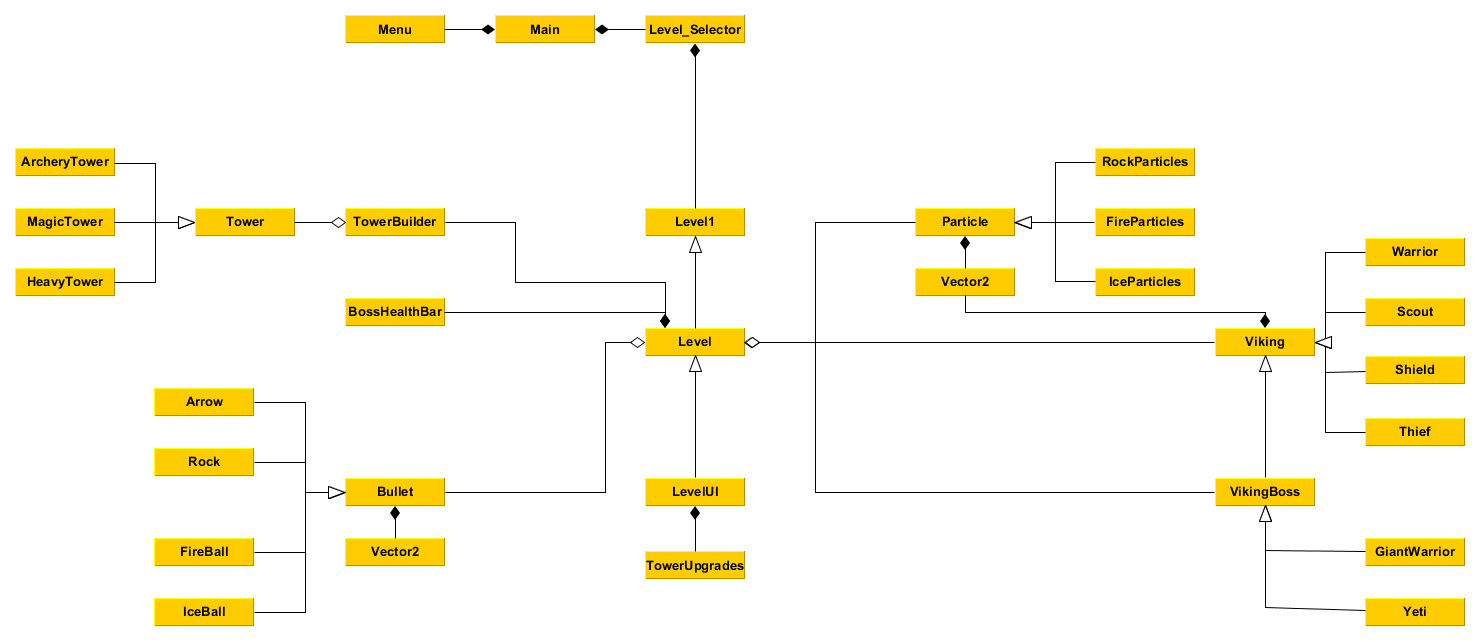 Menu
Main
Level_Selector
ArcheryTower
RockParticles
MagicTower
Tower
TowerBuilder
Level1
Particle
FireParticles
Warrior
HeavyTower
Vector2
IceParticles
BossHealthBar
Scout
Level
Viking
Shield
Arrow
Thief
Rock
Bullet
LevelUI
VikingBoss
FireBall
Vector2
TowerUpgrades
GiantWarrior
IceBall
Yeti